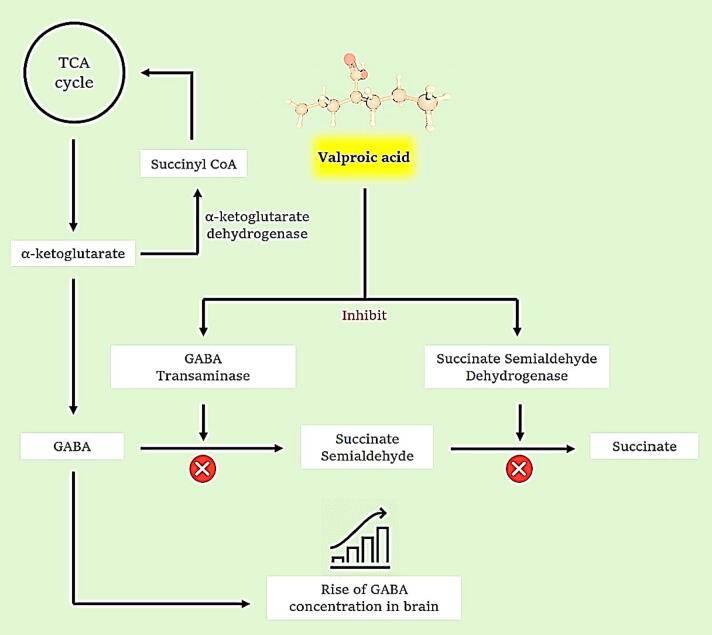 TCA
cycle
Succinyl CoA
Valproic acid
α-ketoglutarate
dehydrogenase
α-ketoglutarate
Inhibit
GABA
Transaminase
Succinate Semialdehyde
Dehydrogenase
GABA
Succinate
Semialdehyde
Succinate
Rise of GABA
concentration in brain